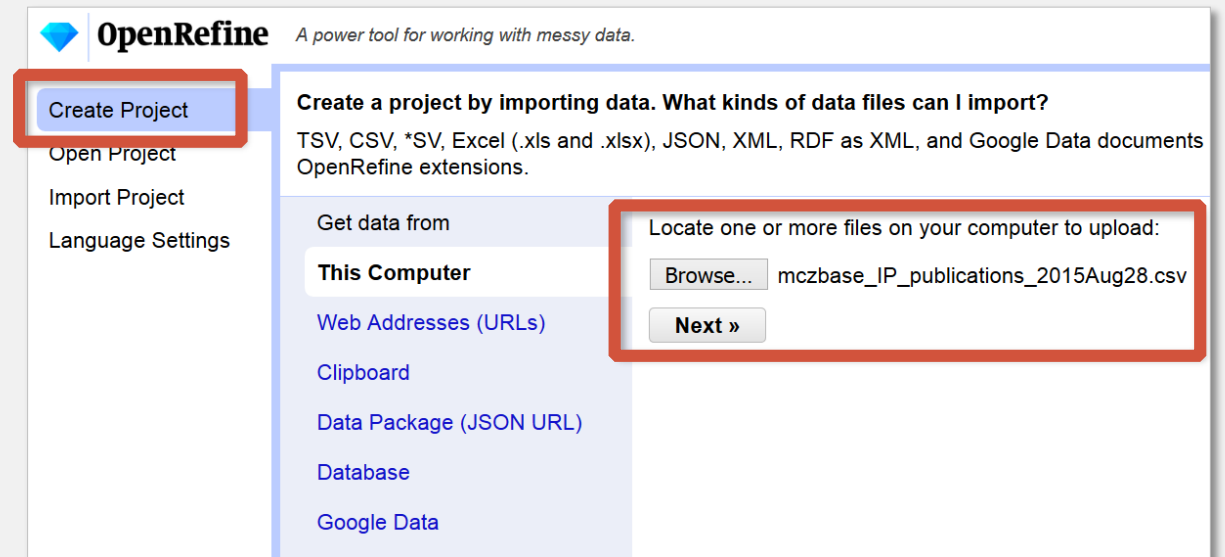 OpenRefine A power tool for working with messy data.
Create Project
Open Project
Import Project
Language Settings
Create a project by importing data. What kinds of data files can I import?
TSV, CSV, *SV, Excel (.xls and .xlsx), JSON, XML, RDF as XML, and Google Data documents
OpenRefine extensions.
Get data from
This Computer
Web Addresses (URLs)
Clipboard
Data Package (JSON URL)
Database
Google Data
Locate one or more files on your computer to upload:
Browse... mczbase_IP_publications_2015Aug28.csv
Next »